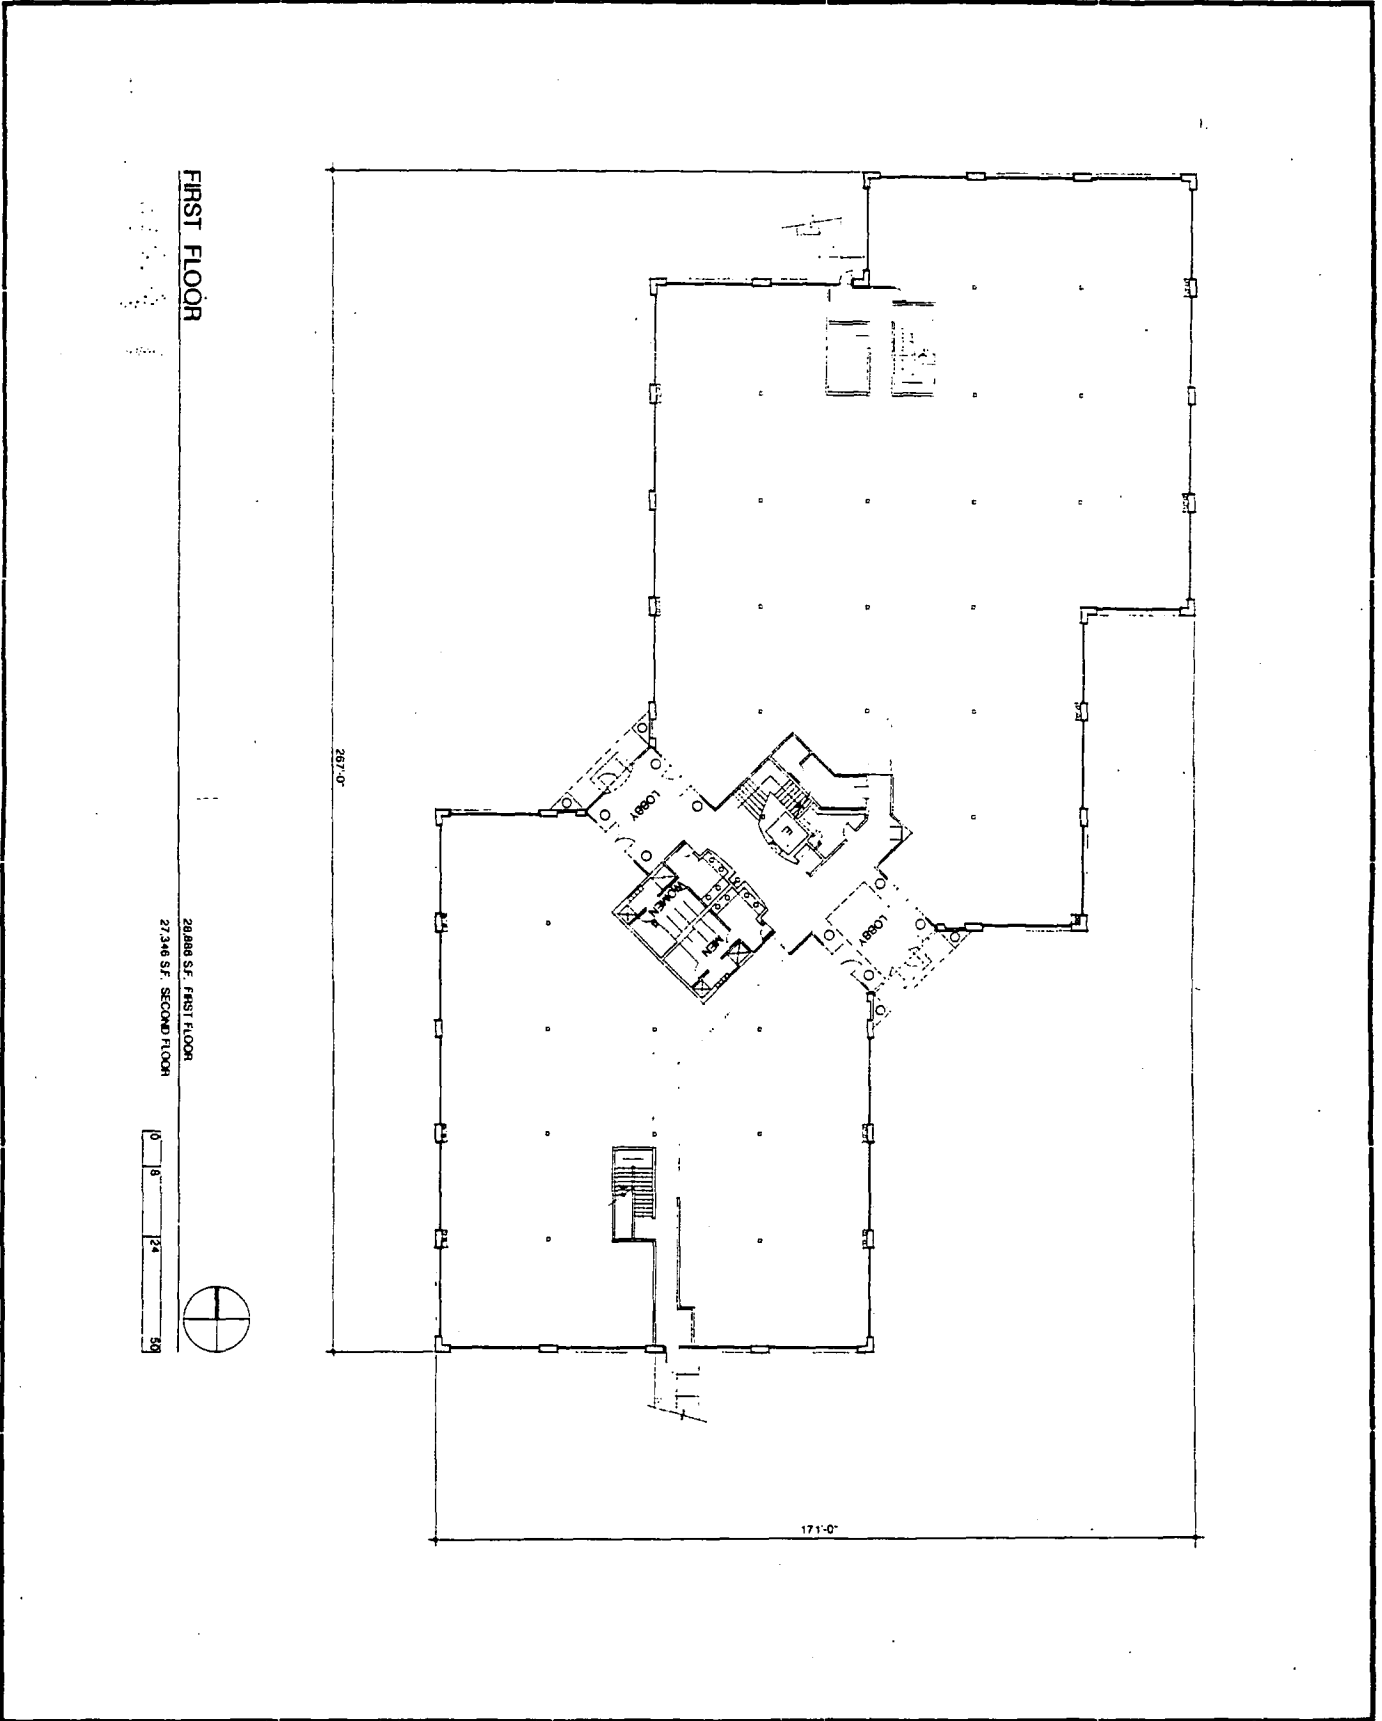 FIRST FLOOR
28,888 S.F. FIRST FLOOR
27,346 S.F. SECOND FLOOR
0 8 24 50
267'-0"
171'-0"
LOBBY
LOBBY
E
WOMEN
MEN